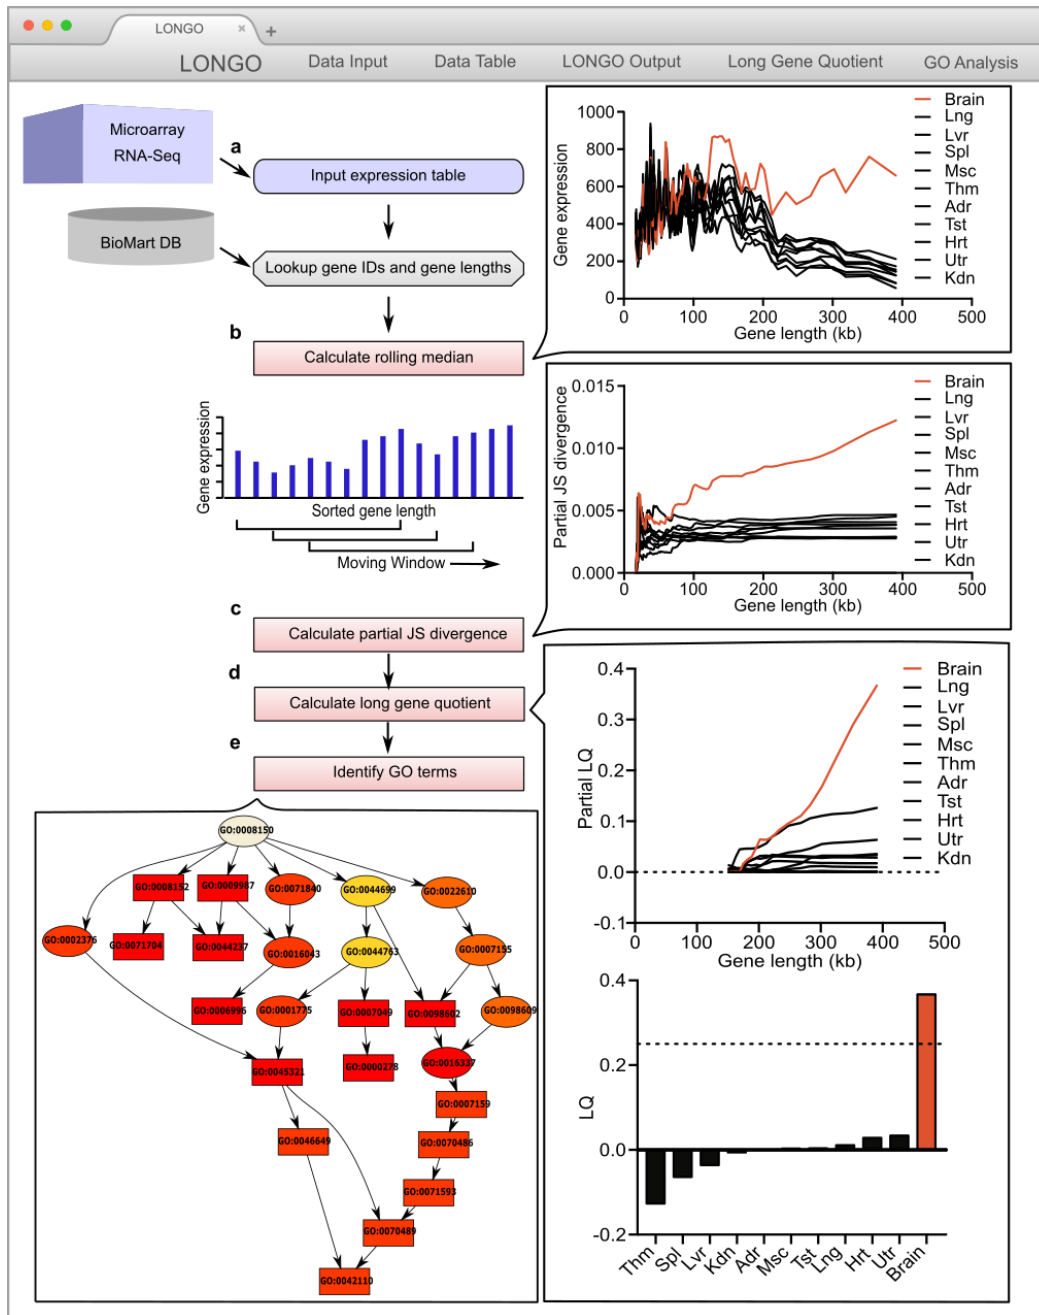 LONGO × +
LONGO Data Input Data Table LONGO Output Long Gene Quotient GO Analysis
Microarray
RNA-Seq
a
Input expression table
BioMart DB
Lookup gene IDs and gene lengths
b
Calculate rolling median
Gene expression
Sorted gene length
Moving Window
c
Calculate partial JS divergence
d
Calculate long gene quotient
e
Identify GO terms
Gene expression
1000
800
600
400
200
0
0 100 200 300 400 500
Gene length (kb)
Brain
Lng
Lvr
Spl
Msc
Thm
Adr
Tst
Hrt
Utr
Kdn
Partial JS divergence
0.015
0.010
0.005
0.000
0 100 200 300 400 500
Gene length (kb)
Brain
Lng
Lvr
Spl
Msc
Thm
Adr
Tst
Hrt
Utr
Kdn
Partial LQ
0.4
0.3
0.2
0.1
0.0
-0.1
0 100 200 300 400 500
Gene length (kb)
Brain
Lng
Lvr
Spl
Msc
Thm
Adr
Tst
Hrt
Utr
Kdn
LQ
0.4
0.2
0.0
-0.2
Thm Spl Lvr Kdn Adr Msc Tst Lng Hrt Utr Brain
GO:0008150
GO:0008152 GO:0009987 GO:0071840 GO:0044699 GO:0022610
GO:0002376 GO:0071704 GO:0044237 GO:0016043 GO:0044763 GO:0007155
GO:0006996 GO:0001775 GO:0007049 GO:0098602 GO:0098609
GO:0045321 GO:0000278 GO:0016337
GO:0007159
GO:0046649 GO:0070486
GO:0071593
GO:0070489
GO:0042110